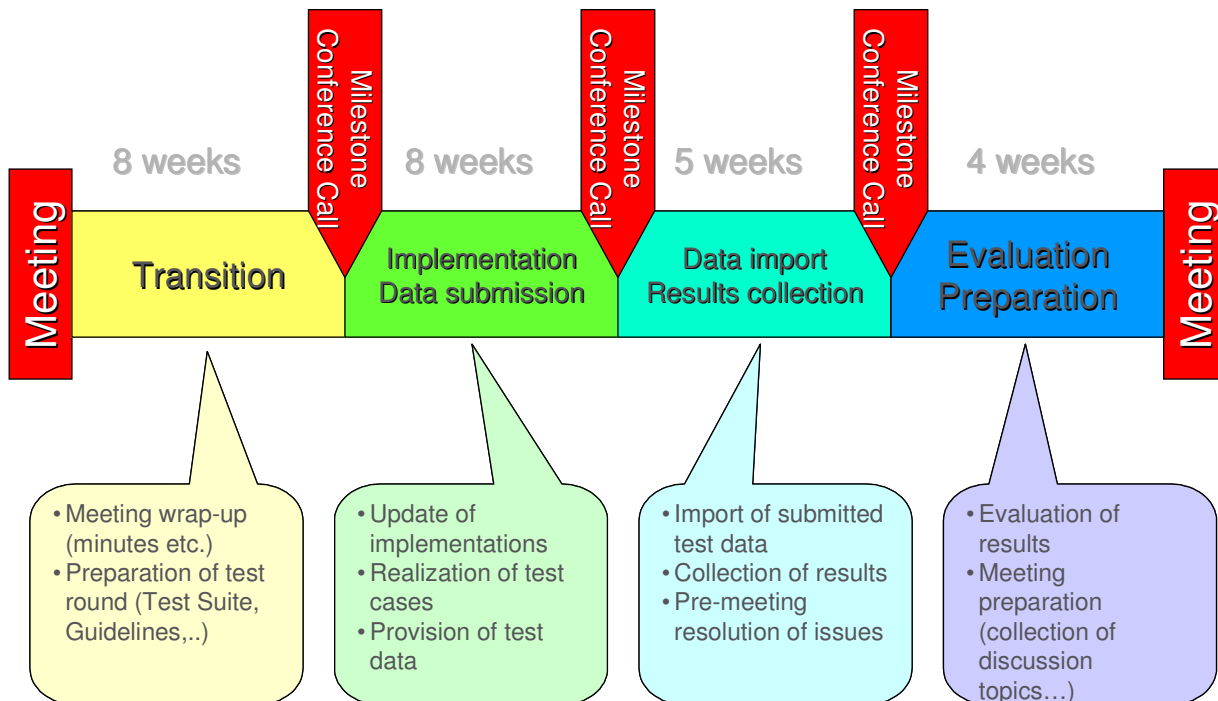 Milestone
Conference Call
Milestone
Conference Call
Milestone
Conference Call
8 weeks
8 weeks
5 weeks
4 weeks
Meeting
Transition
Implementation
Data submission
Data import
Results collection
Evaluation
Preparation
Meeting
• Meeting wrap-up
(minutes etc.)
• Preparation of test
round (Test Suite,
Guidelines,..)
• Update of
implementations
• Realization of test
cases
• Provision of test
data
• Import of submitted
test data
• Collection of results
• Pre-meeting
resolution of issues
• Evaluation of
results
• Meeting
preparation
(collection of
discussion
topics…)